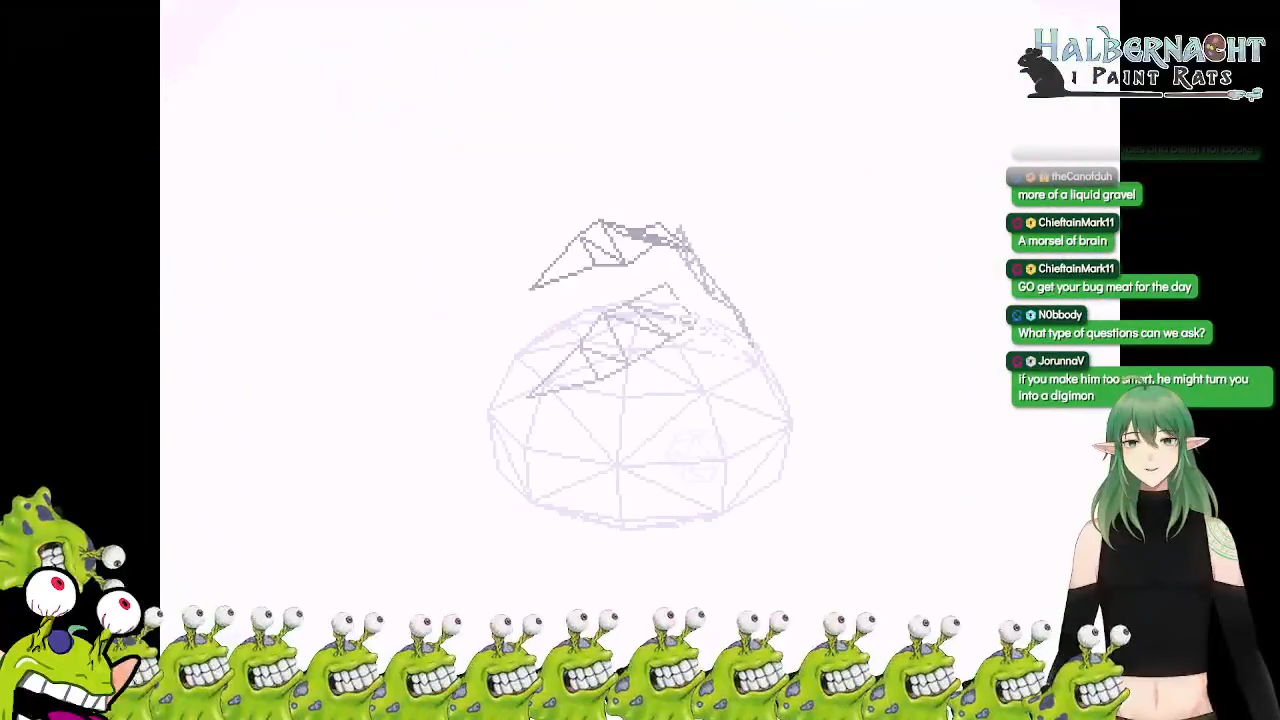 HALBERNACHT
I PAINT RATS
theCanofduh
more of a liquid gravel
ChieftainMark11
A morsel of brain
ChieftainMark11
GO get your bug meat for the day
N0bbody
What type of questions can we ask?
JorunnaV
If you make him too smart, he might turn you
into a digimon